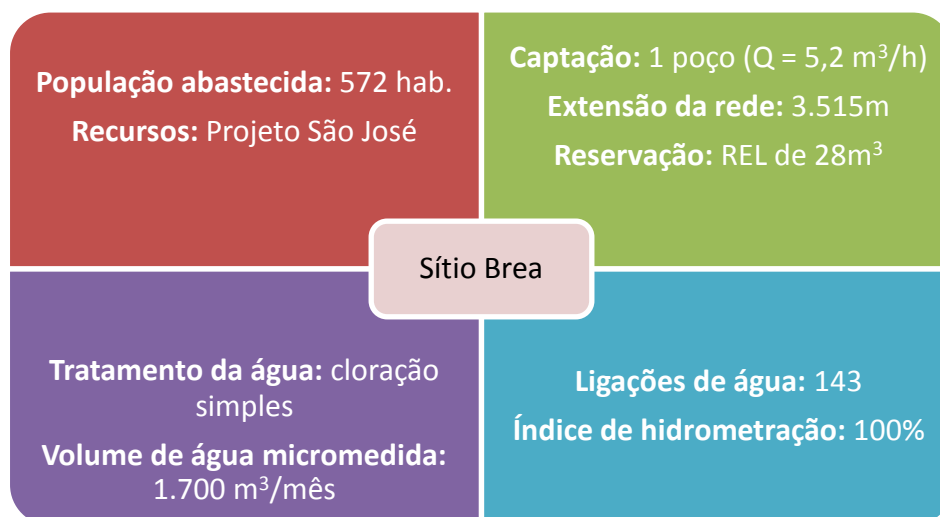 População abastecida: 572 hab.
Recursos: Projeto São José
Captação: 1 poço (Q = 5,2 m³/h)
Extensão da rede: 3.515m
Reservação: REL de 28m³
Sítio Brea
Tratamento da água: cloração
simples
Volume de água micromedida:
1.700 m³/mês
Ligações de água: 143
Índice de hidrometração: 100%